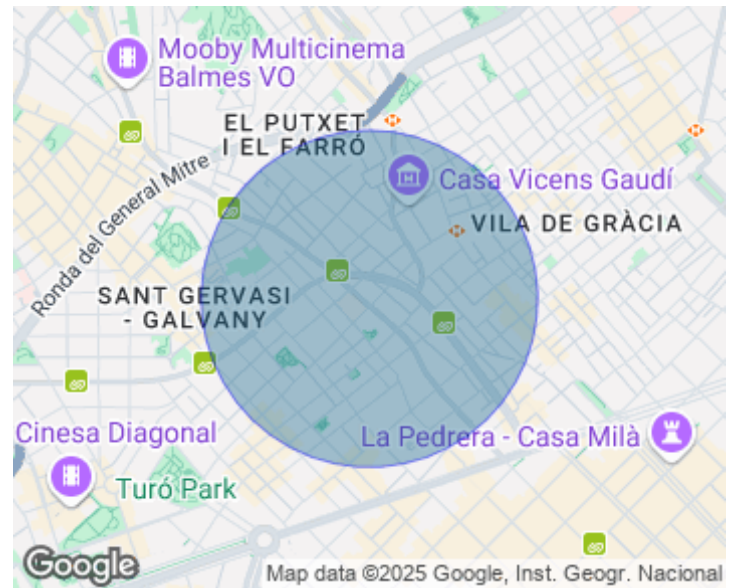 Mooby Multicinema
Balmes VO
EL PUTXET
I EL FARRÓ
Ronda del General Mitre
Casa Vicens Gaudí
VILA DE GRÀCIA
SANT GERVASI
- GALVANY
Cinesa Diagonal
La Pedrera - Casa Milà
Turó Park
Google
Map data ©2025 Google, Inst. Geogr. Nacional